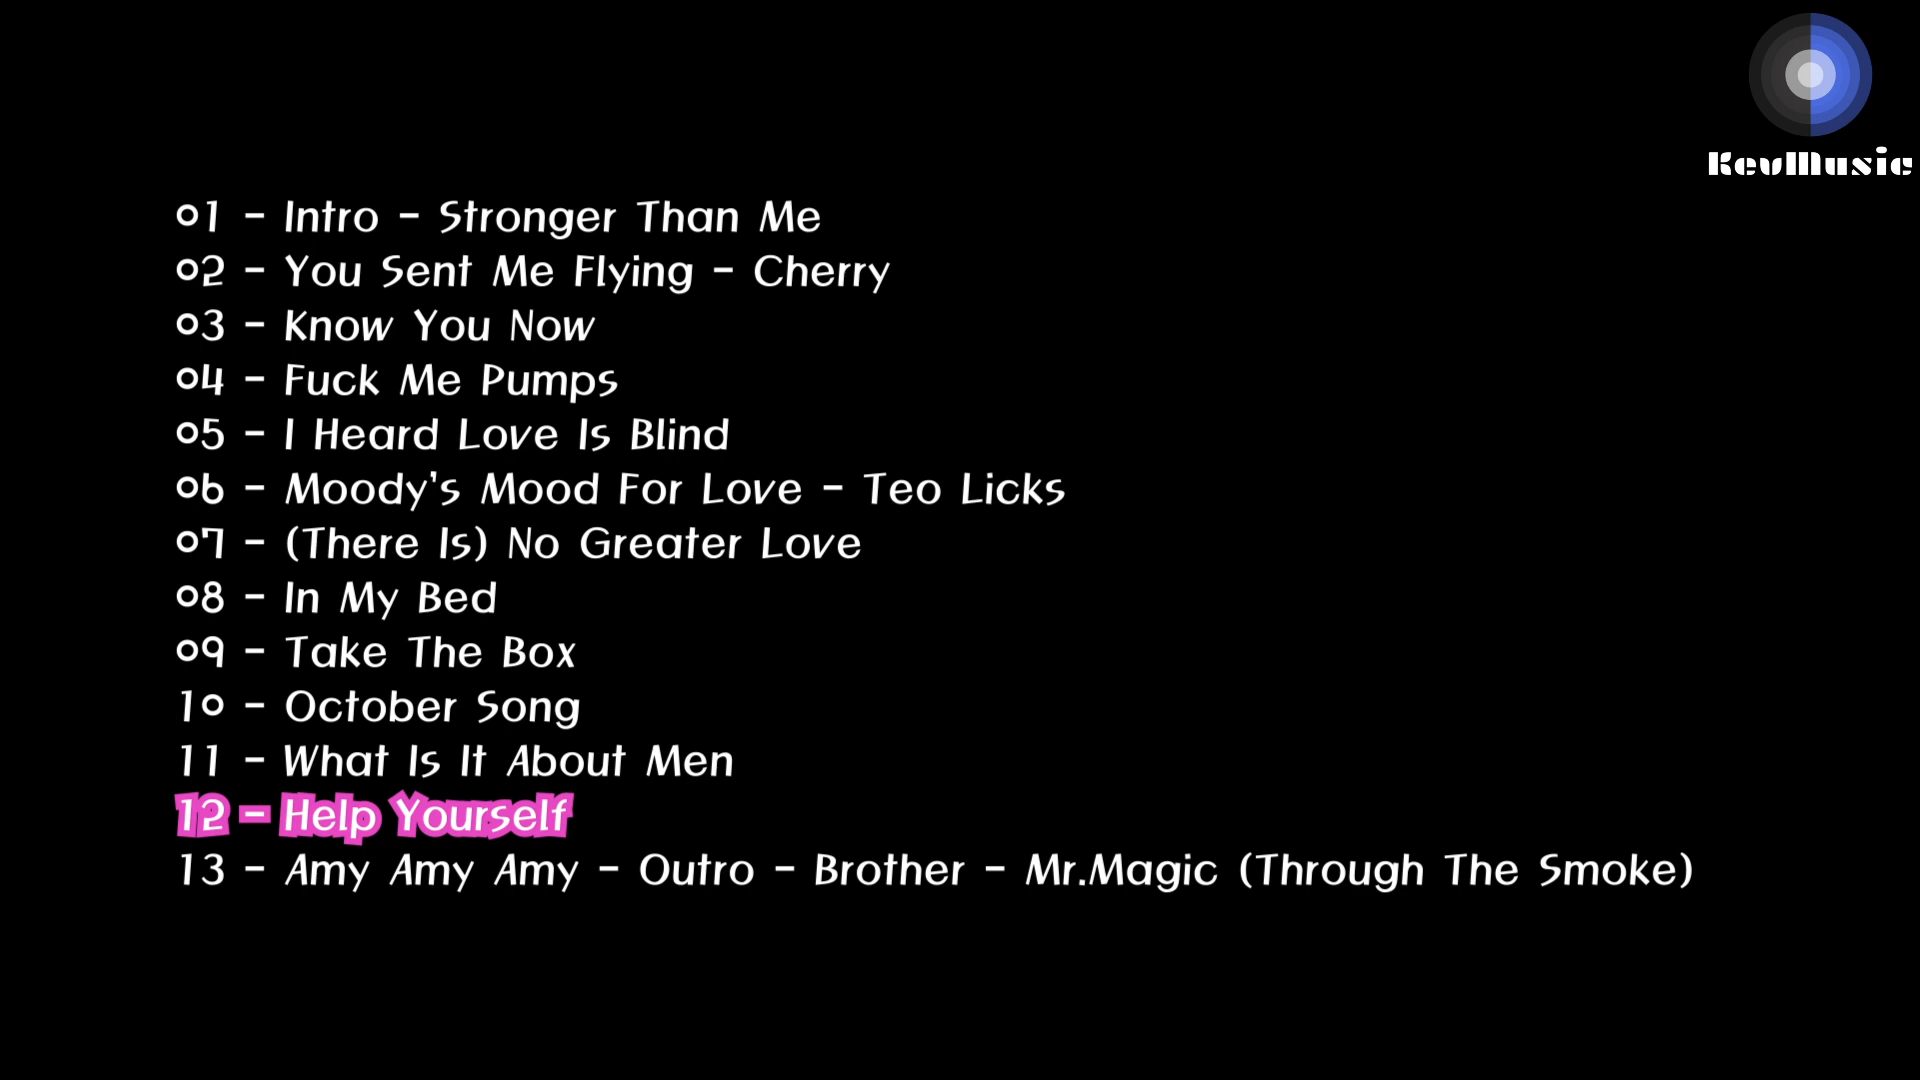 KevMusic
01 - Intro - Stronger Than Me
02 - You Sent Me Flying - Cherry
03 - Know You Now
04 - Fuck Me Pumps
05 - I Heard Love Is Blind
06 - Moody's Mood For Love - Teo Licks
07 - (There Is) No Greater Love
08 - In My Bed
09 - Take The Box
10 - October Song
11 - What Is It About Men
12 - Help Yourself
13 - Amy Amy Amy - Outro - Brother - Mr.Magic (Through The Smoke)